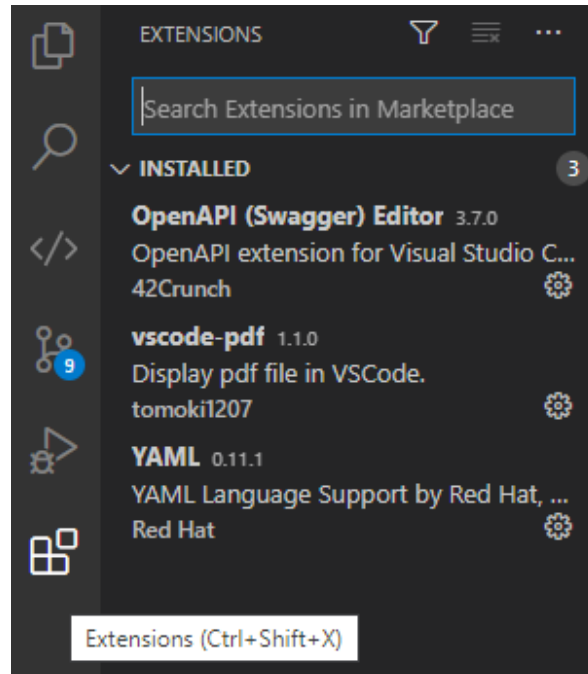 EXTENSIONS
Search Extensions in Marketplace
INSTALLED 3
OpenAPI (Swagger) Editor 3.7.0
OpenAPI extension for Visual Studio C...
42Crunch
vscode-pdf 1.1.0
Display pdf file in VSCode.
tomoki1207
YAML 0.11.1
YAML Language Support by Red Hat, ...
Red Hat
9
Extensions (Ctrl+Shift+X)